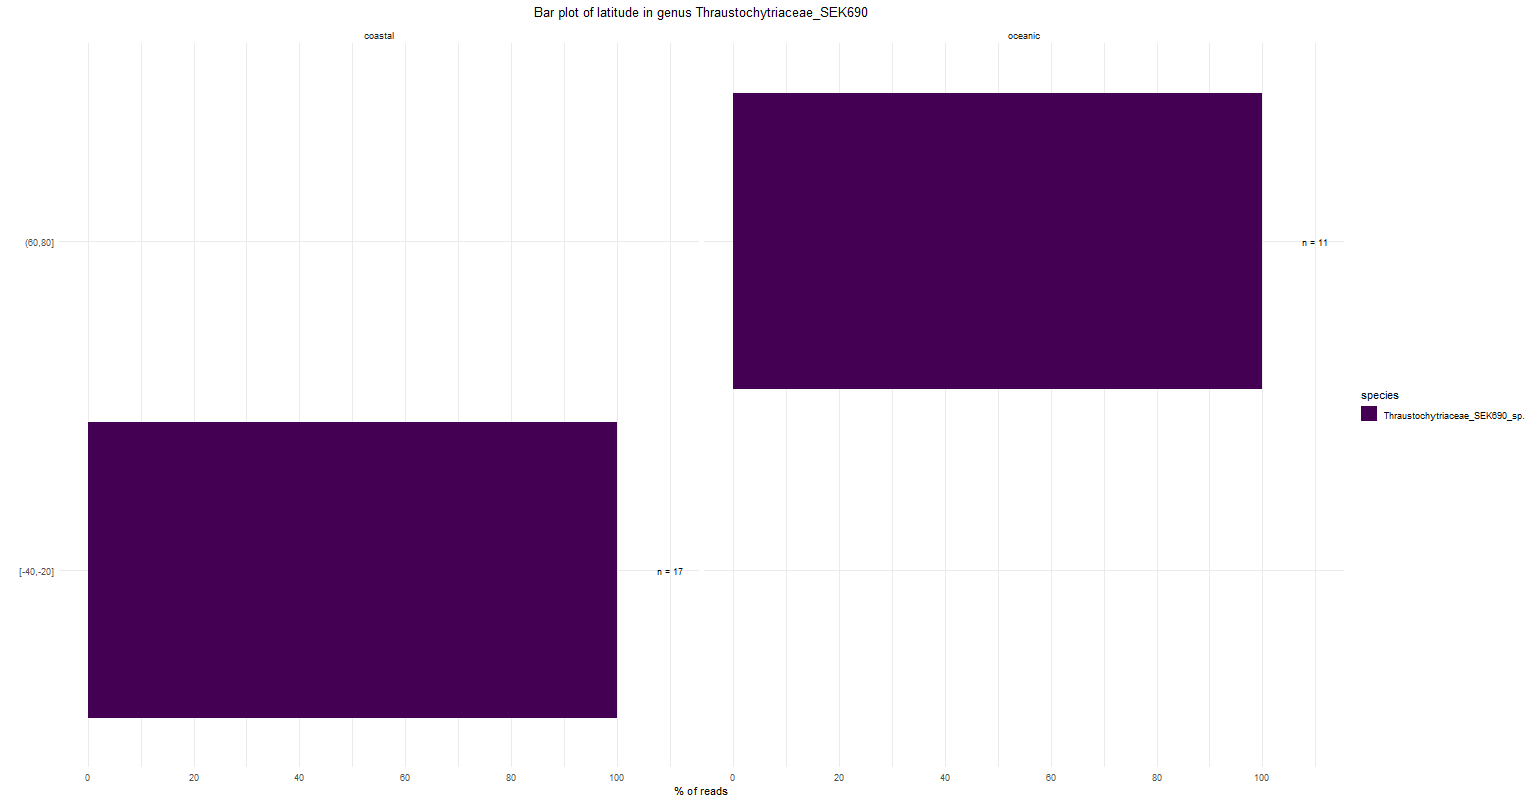 Bar plot of latitude in genus Thraustochytriaceae_SEK690
coastal
oceanic
(60,80]
n = 11
species
Thraustochytriaceae_SEK690_sp.
[-40,-20]
n = 17
0 20 40 60 80 100 0 20 40 60 80 100
% of reads